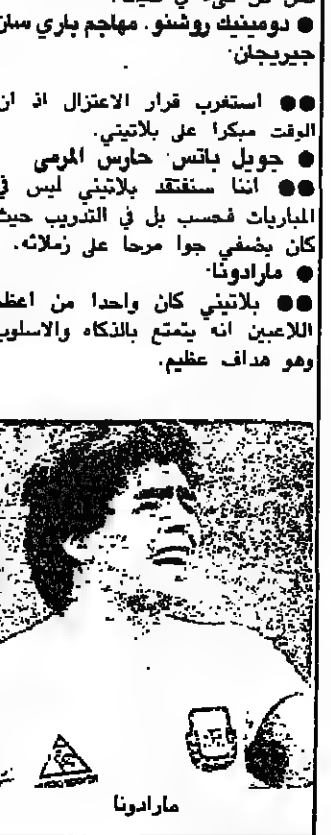 ● دومينيك روشتو. مهاجم باري سان
جيريجان.
●● استغرب قرار الاعتزال اذ ان
الوقت مبكرا على بلاتيني.
● جويل باتس. حارس المرمى
●● اننا سنفتقد بلاتيني ليس في
المباريات فحسب بل في التدريب حيث
كان يضفي جوا مرحا على زملائه.
● مارادونا.
●● بلاتيني كان واحدا من اعظم
اللاعبين انه يتمتع بالذكاء والاسلوب
وهو هداف عظيم.
مارادونا